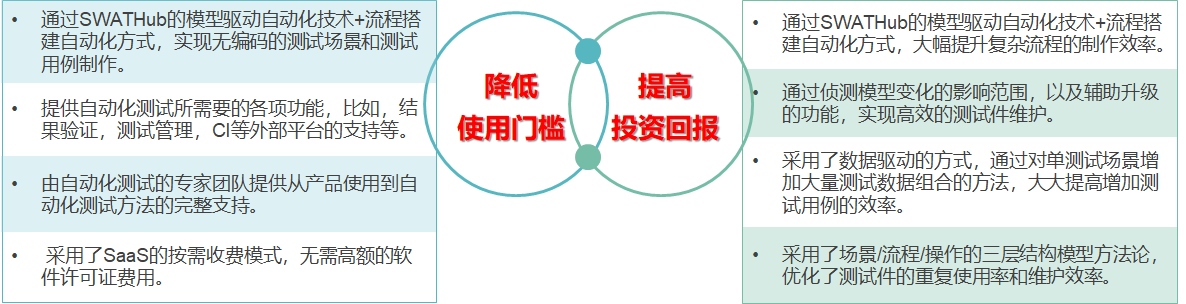 • 通过SWATHub的模型驱动自动化技术+流程搭
建自动化方式，实现无编码的测试场景和测试
用例制作。
• 提供自动化测试所需要的各项功能，比如，结
果验证，测试管理，CI等外部平台的支持等。
• 由自动化测试的专家团队提供从产品使用到自
动化测试方法的完整支持。
• 采用了SaaS的按需收费模式，无需高额的软
件许可证费用。
降低
使用门槛
提高
投资回报
• 通过SWATHub的模型驱动自动化技术+流程搭
建自动化方式，大幅提升复杂流程的制作效率。
• 通过侦测模型变化的影响范围，以及辅助升级
的功能，实现高效的测试件维护。
• 采用了数据驱动的方式，通过对单测试场景增
加大量测试数据组合的方法，大大提高增加测
试用例的效率。
• 采用了场景/流程/操作的三层结构模型方法论，
优化了测试件的重复使用率和维护效率。